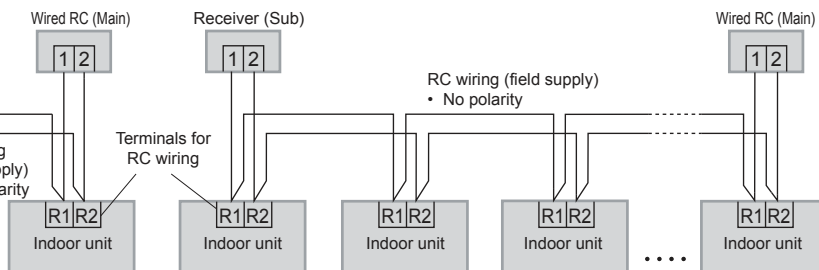 Wired RC (Main)
Receiver (Sub)
Wired RC (Main)
1 2
1 2
1 2
RC wiring (field supply)
• No polarity
Terminals for
RC wiring
R1 R2
R1 R2
R1 R2
R1 R2
R1 R2
Indoor unit
Indoor unit
Indoor unit
Indoor unit
Indoor unit